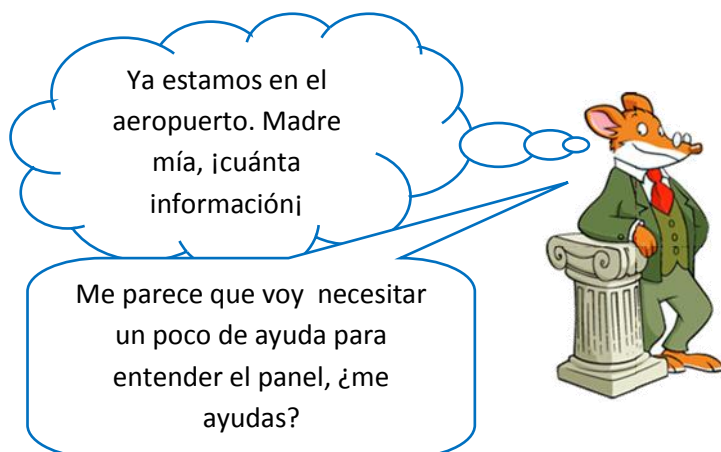 Ya estamos en el
aeropuerto. Madre
mía, ¡cuánta
información¡
Me parece que voy  necesitar
un poco de ayuda para
entender el panel, ¿me
ayudas?